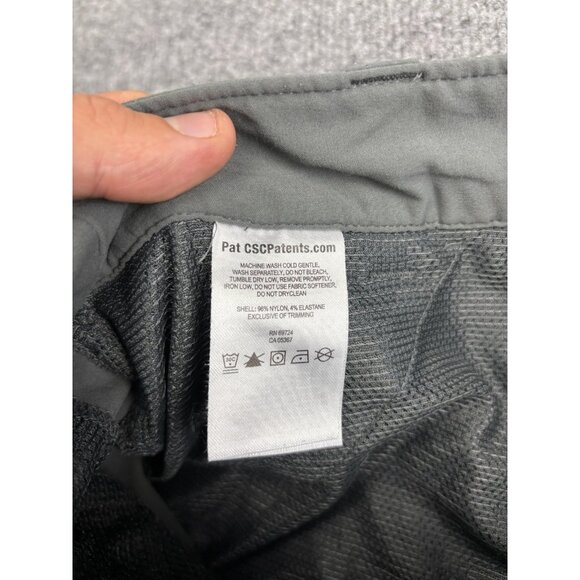 Pat CSCPatents.com
MACHINE WASH COLD GENTLE,
WASH SEPARATELY, DO NOT BLEACH,
TUMBLE DRY LOW, REMOVE PROMPTLY,
IRON LOW, DO NOT USE FABRIC SOFTENER,
DO NOT DRYCLEAN
SHELL: 96% NYLON, 4% ELASTANE
EXCLUSIVE OF TRIMMING
RN 69724
CA 05367
30C